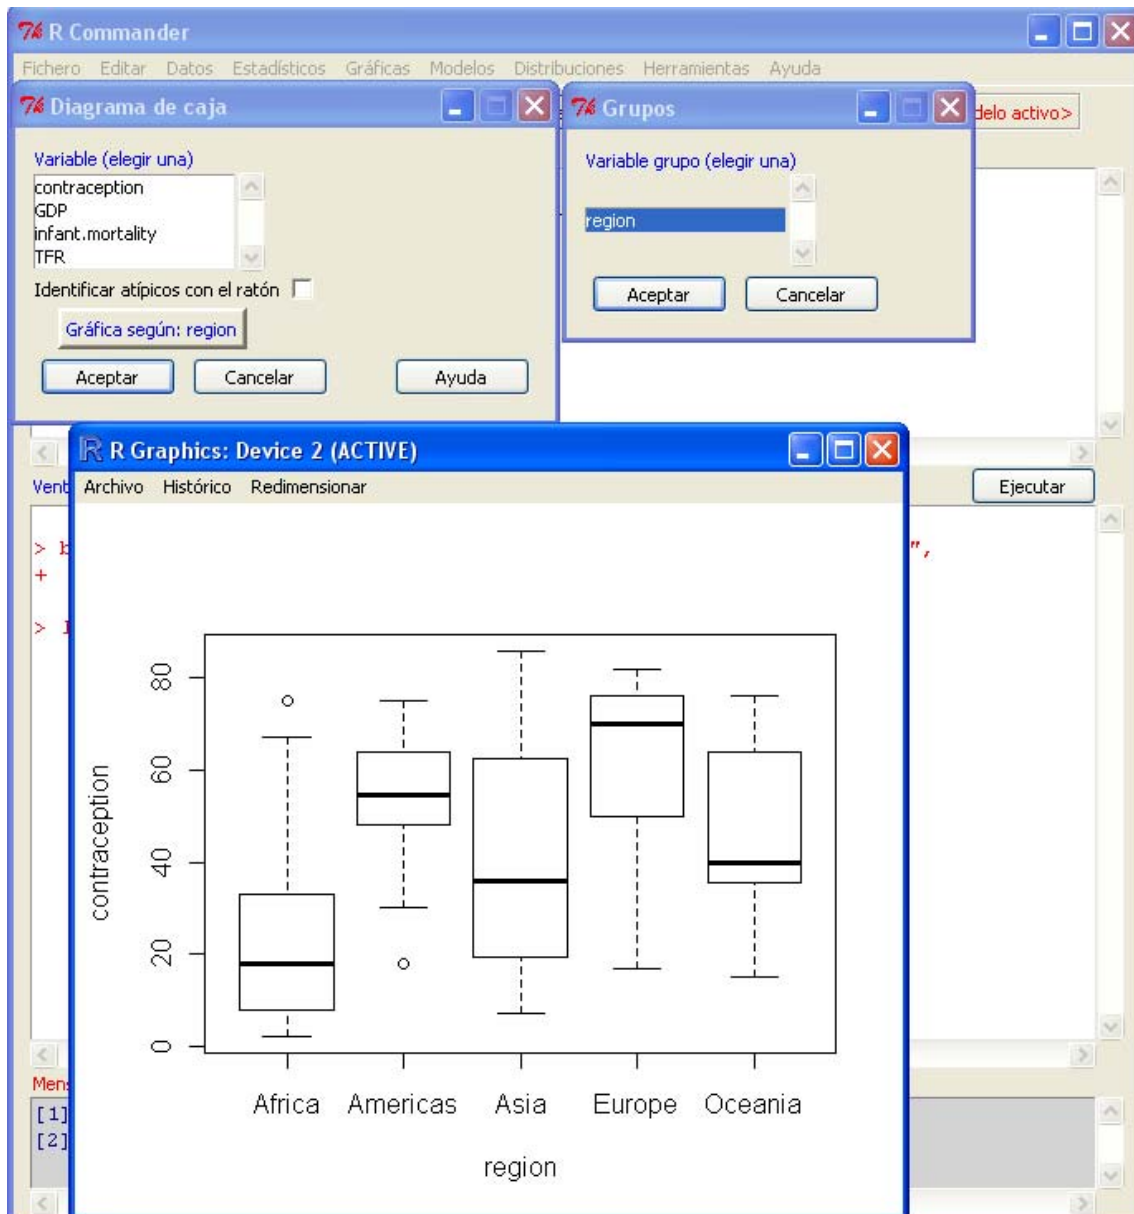 R Commander
Fichero Editar Datos Estadísticos Gráficas Modelos Distribuciones Herramientas Ayuda
Diagrama de caja
Variable (elegir una)
contraception
GDP
infant.mortality
TFR
Identificar atípicos con el ratón
Gráfica según: region
Aceptar Cancelar Ayuda
Grupos
Variable grupo (elegir una)
region
Aceptar Cancelar
activo>
Ejecutar
R Graphics: Device 2 (ACTIVE)
Archivo Histórico Redimensionar
> 
+
> 
",
contraception
0 20 40 60 80
Africa Americas Asia Europe Oceania
region
[1]
[2]